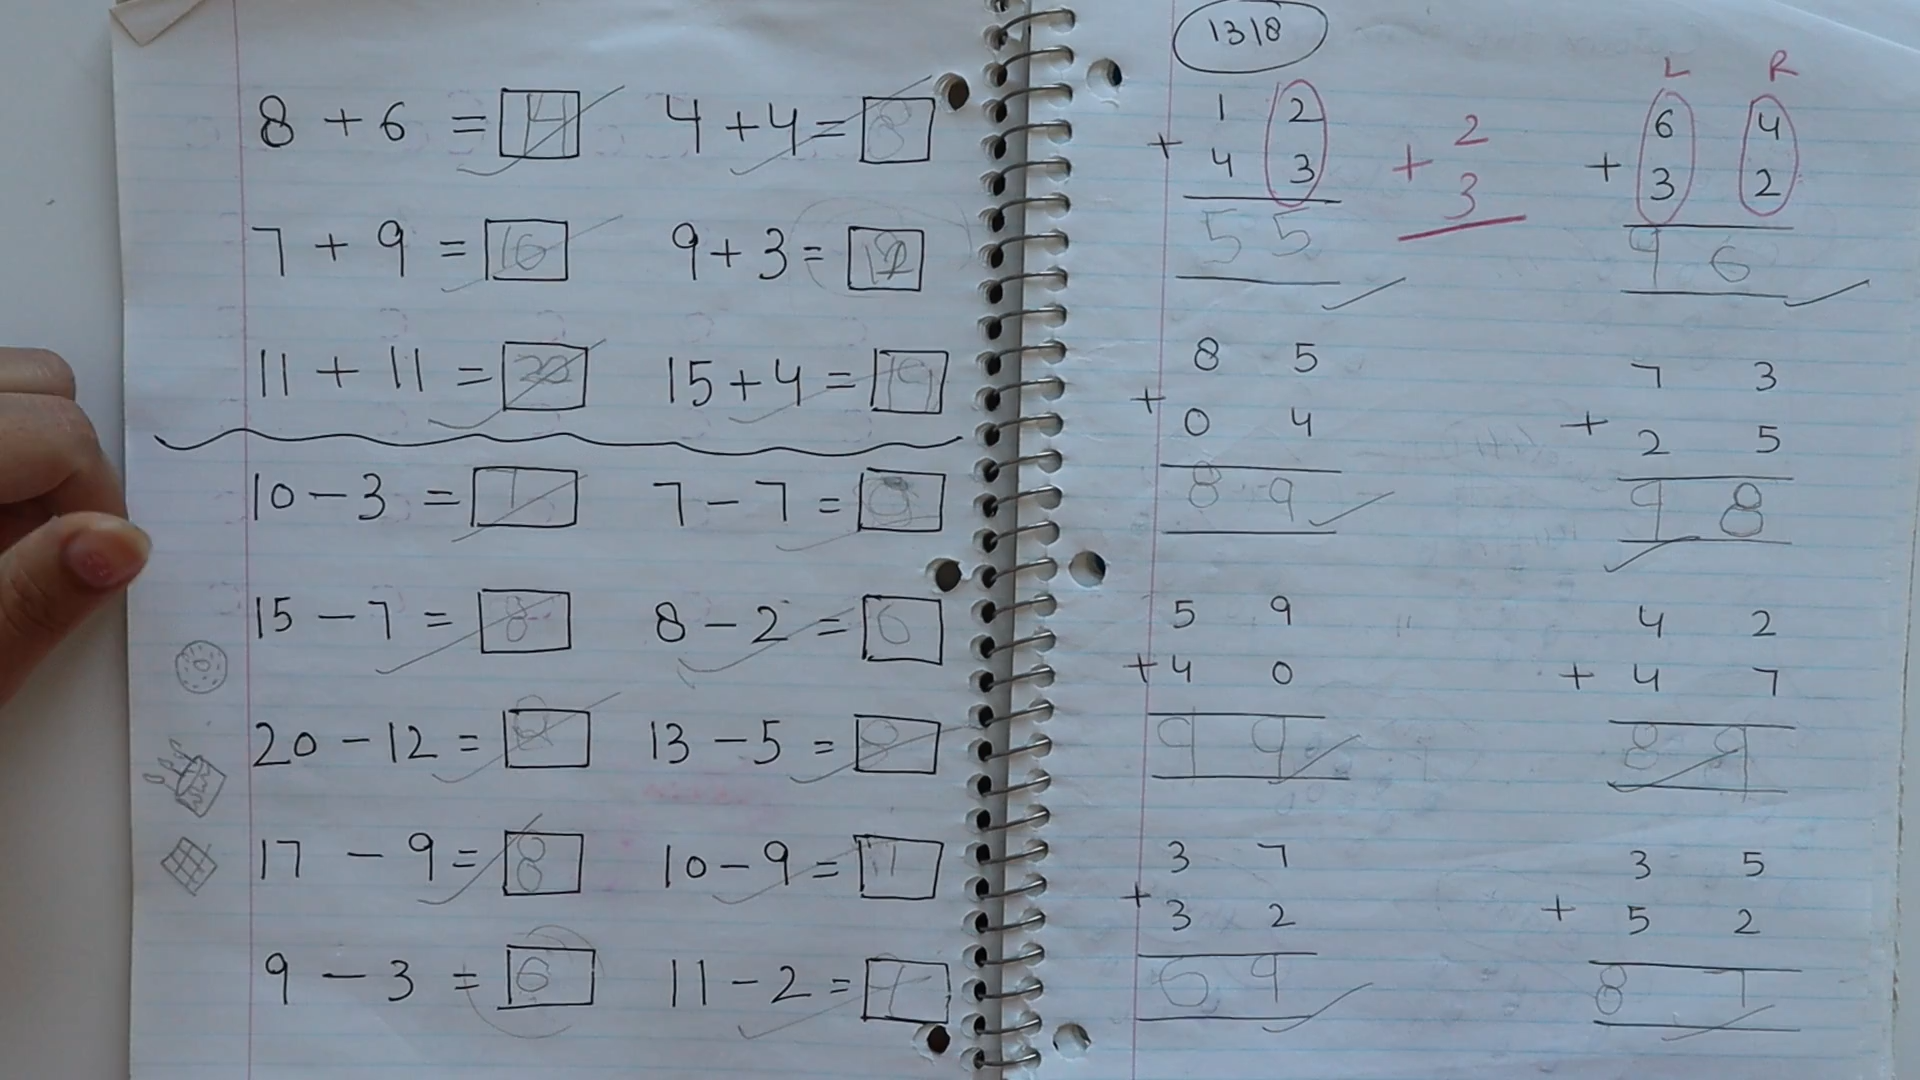 8 + 6 = 14
4 + 4 = 8
7 + 9 = 16
9 + 3 = 12
11 + 11 =
15 + 4 = 19
10 - 3 = 7
7 - 7 =
15 - 7 = 8
8 - 2 = 6
20 - 12 = 8
13 - 5 = 8
17 - 9 = 8
10 - 9 =
9 - 3 = 6
11 - 2 =
1318
L R
1 2
+ 4 3
5 5
2
+ 3
6 4
+ 3 2
9 6
8 5
+ 0 4
8 9
7 3
+ 2 5
9 8
5 9
+ 4 0
9 9
4 2
+ 4 7
8 9
3 7
+ 3 2
6 9
3 5
+ 5 2
8 7